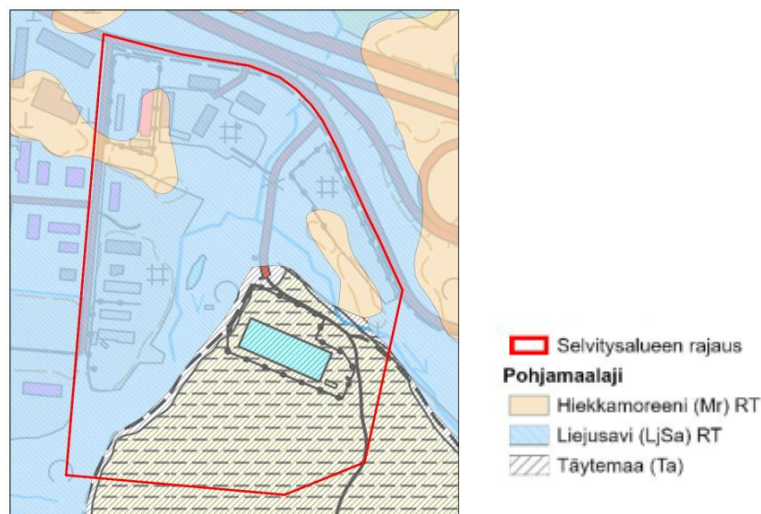 Selvitysalueen rajaus
Pohjamaalaji
Hiekkamoreeni (Mr) RT
Liejusavi (LjSa) RT
Täytemaa (Ta)